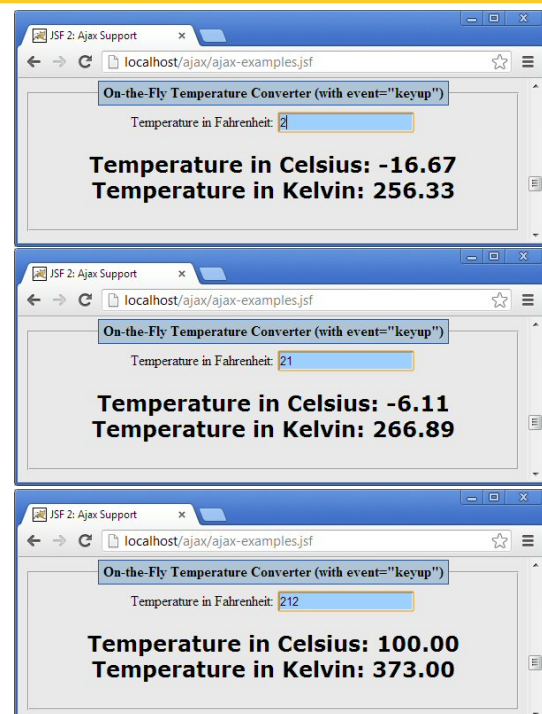 JSF 2: Ajax Support
localhost/ajax/ajax-examples.jsf
On-the-Fly Temperature Converter (with event="keyup")
Temperature in Fahrenheit: 2
Temperature in Celsius: -16.67
Temperature in Kelvin: 256.33
JSF 2: Ajax Support
localhost/ajax/ajax-examples.jsf
On-the-Fly Temperature Converter (with event="keyup")
Temperature in Fahrenheit: 21
Temperature in Celsius: -6.11
Temperature in Kelvin: 266.89
JSF 2: Ajax Support
localhost/ajax/ajax-examples.jsf
On-the-Fly Temperature Converter (with event="keyup")
Temperature in Fahrenheit: 212
Temperature in Celsius: 100.00
Temperature in Kelvin: 373.00